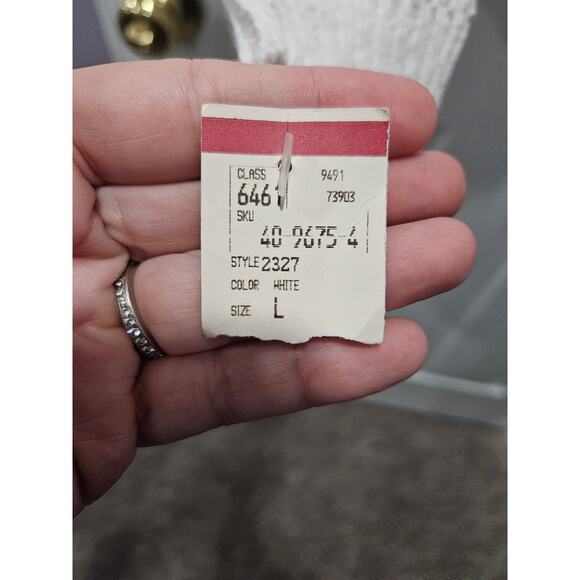 CLASS 9491
6461 73903
SKU
40-9675-4
STYLE 2327
COLOR WHITE
SIZE L